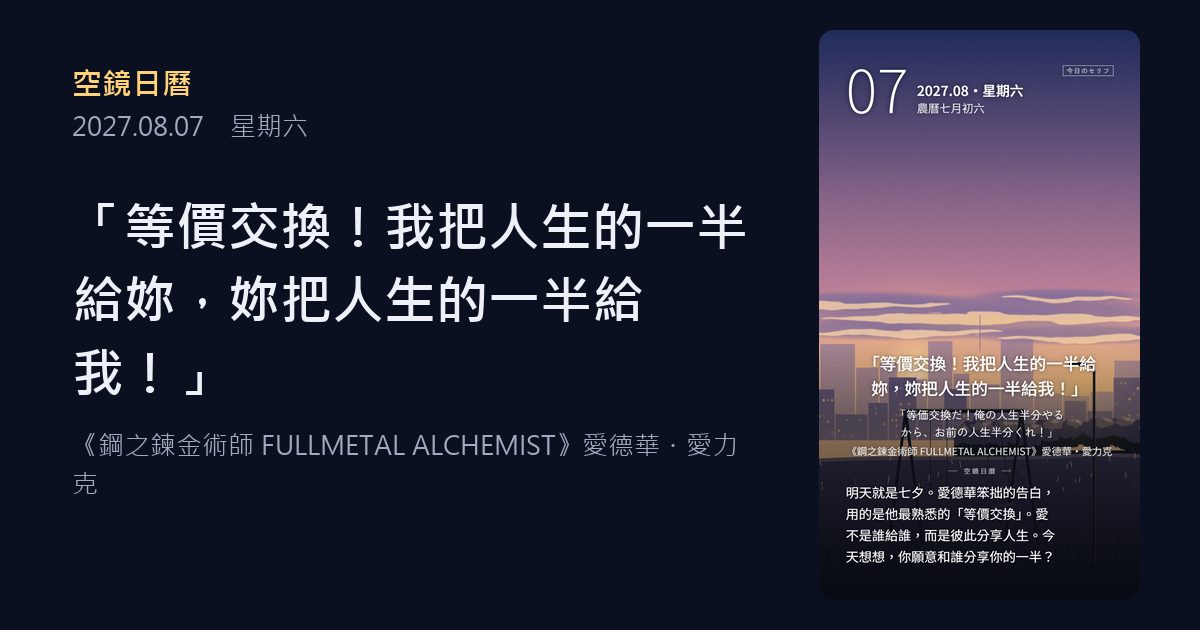 空鏡日曆
2027.08.07 星期六
「等價交換！我把人生的一半
給妳，妳把人生的一半給
我！」
《鋼之鍊金術師 FULLMETAL ALCHEMIST》愛德華・愛力
克
07
2027.08・星期六
農曆七月初六
今日のセリフ
「等價交換！我把人生的一半給
妳，妳把人生的一半給我！」
「等価交換だ！俺の人生半分やる
から、お前の人生半分くれ！」
《鋼之鍊金術師 FULLMETAL ALCHEMIST》愛德華・愛力克
— 空鏡日曆 —
明天就是七夕。愛德華笨拙的告白，
用的是他最熟悉的「等價交換」。愛
不是誰給誰，而是彼此分享人生。今
天想想，你願意和誰分享你的一半？